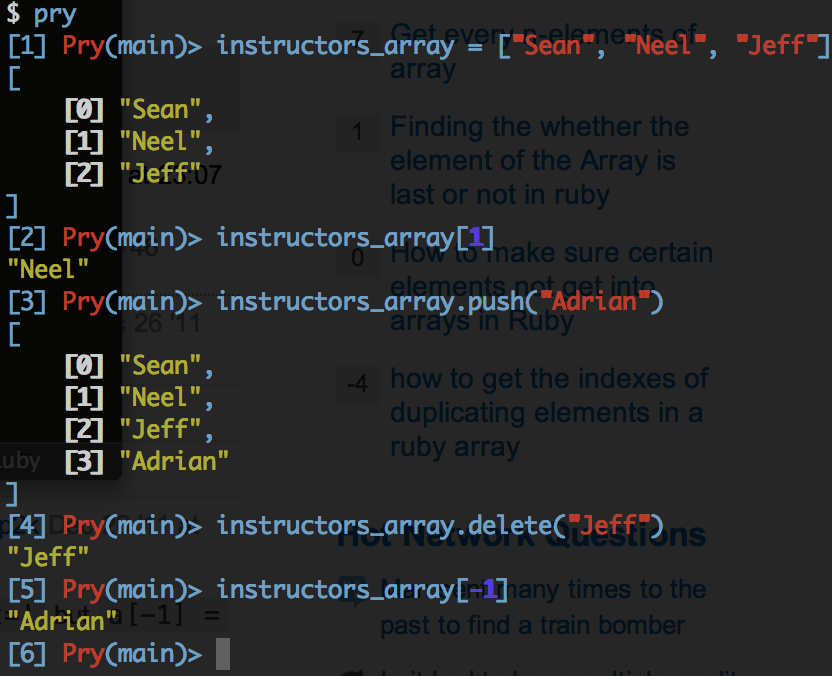 $ pry
[1] Pry(main)> instructors_array = ["Sean", "Neel", "Jeff"]
[
[0] "Sean",
[1] "Neel",
[2] "Jeff"
]
[2] Pry(main)> instructors_array[1]
"Neel"
[3] Pry(main)> instructors_array.push("Adrian")
[
[0] "Sean",
[1] "Neel",
[2] "Jeff",
[3] "Adrian"
]
[4] Pry(main)> instructors_array.delete("Jeff")
"Jeff"
[5] Pry(main)> instructors_array[-1]
"Adrian"
[6] Pry(main)>
7 Get every n-elements of
array
1 Finding the whether the
element of the Array is
last or not in ruby
0 How to make sure certain
elements not get into
arrays in Ruby
-4 how to get the indexes of
duplicating elements in a
ruby array
Hot Network Questions
many times to the
past to find a train bomber
:07
26 '11
but a[-1] =